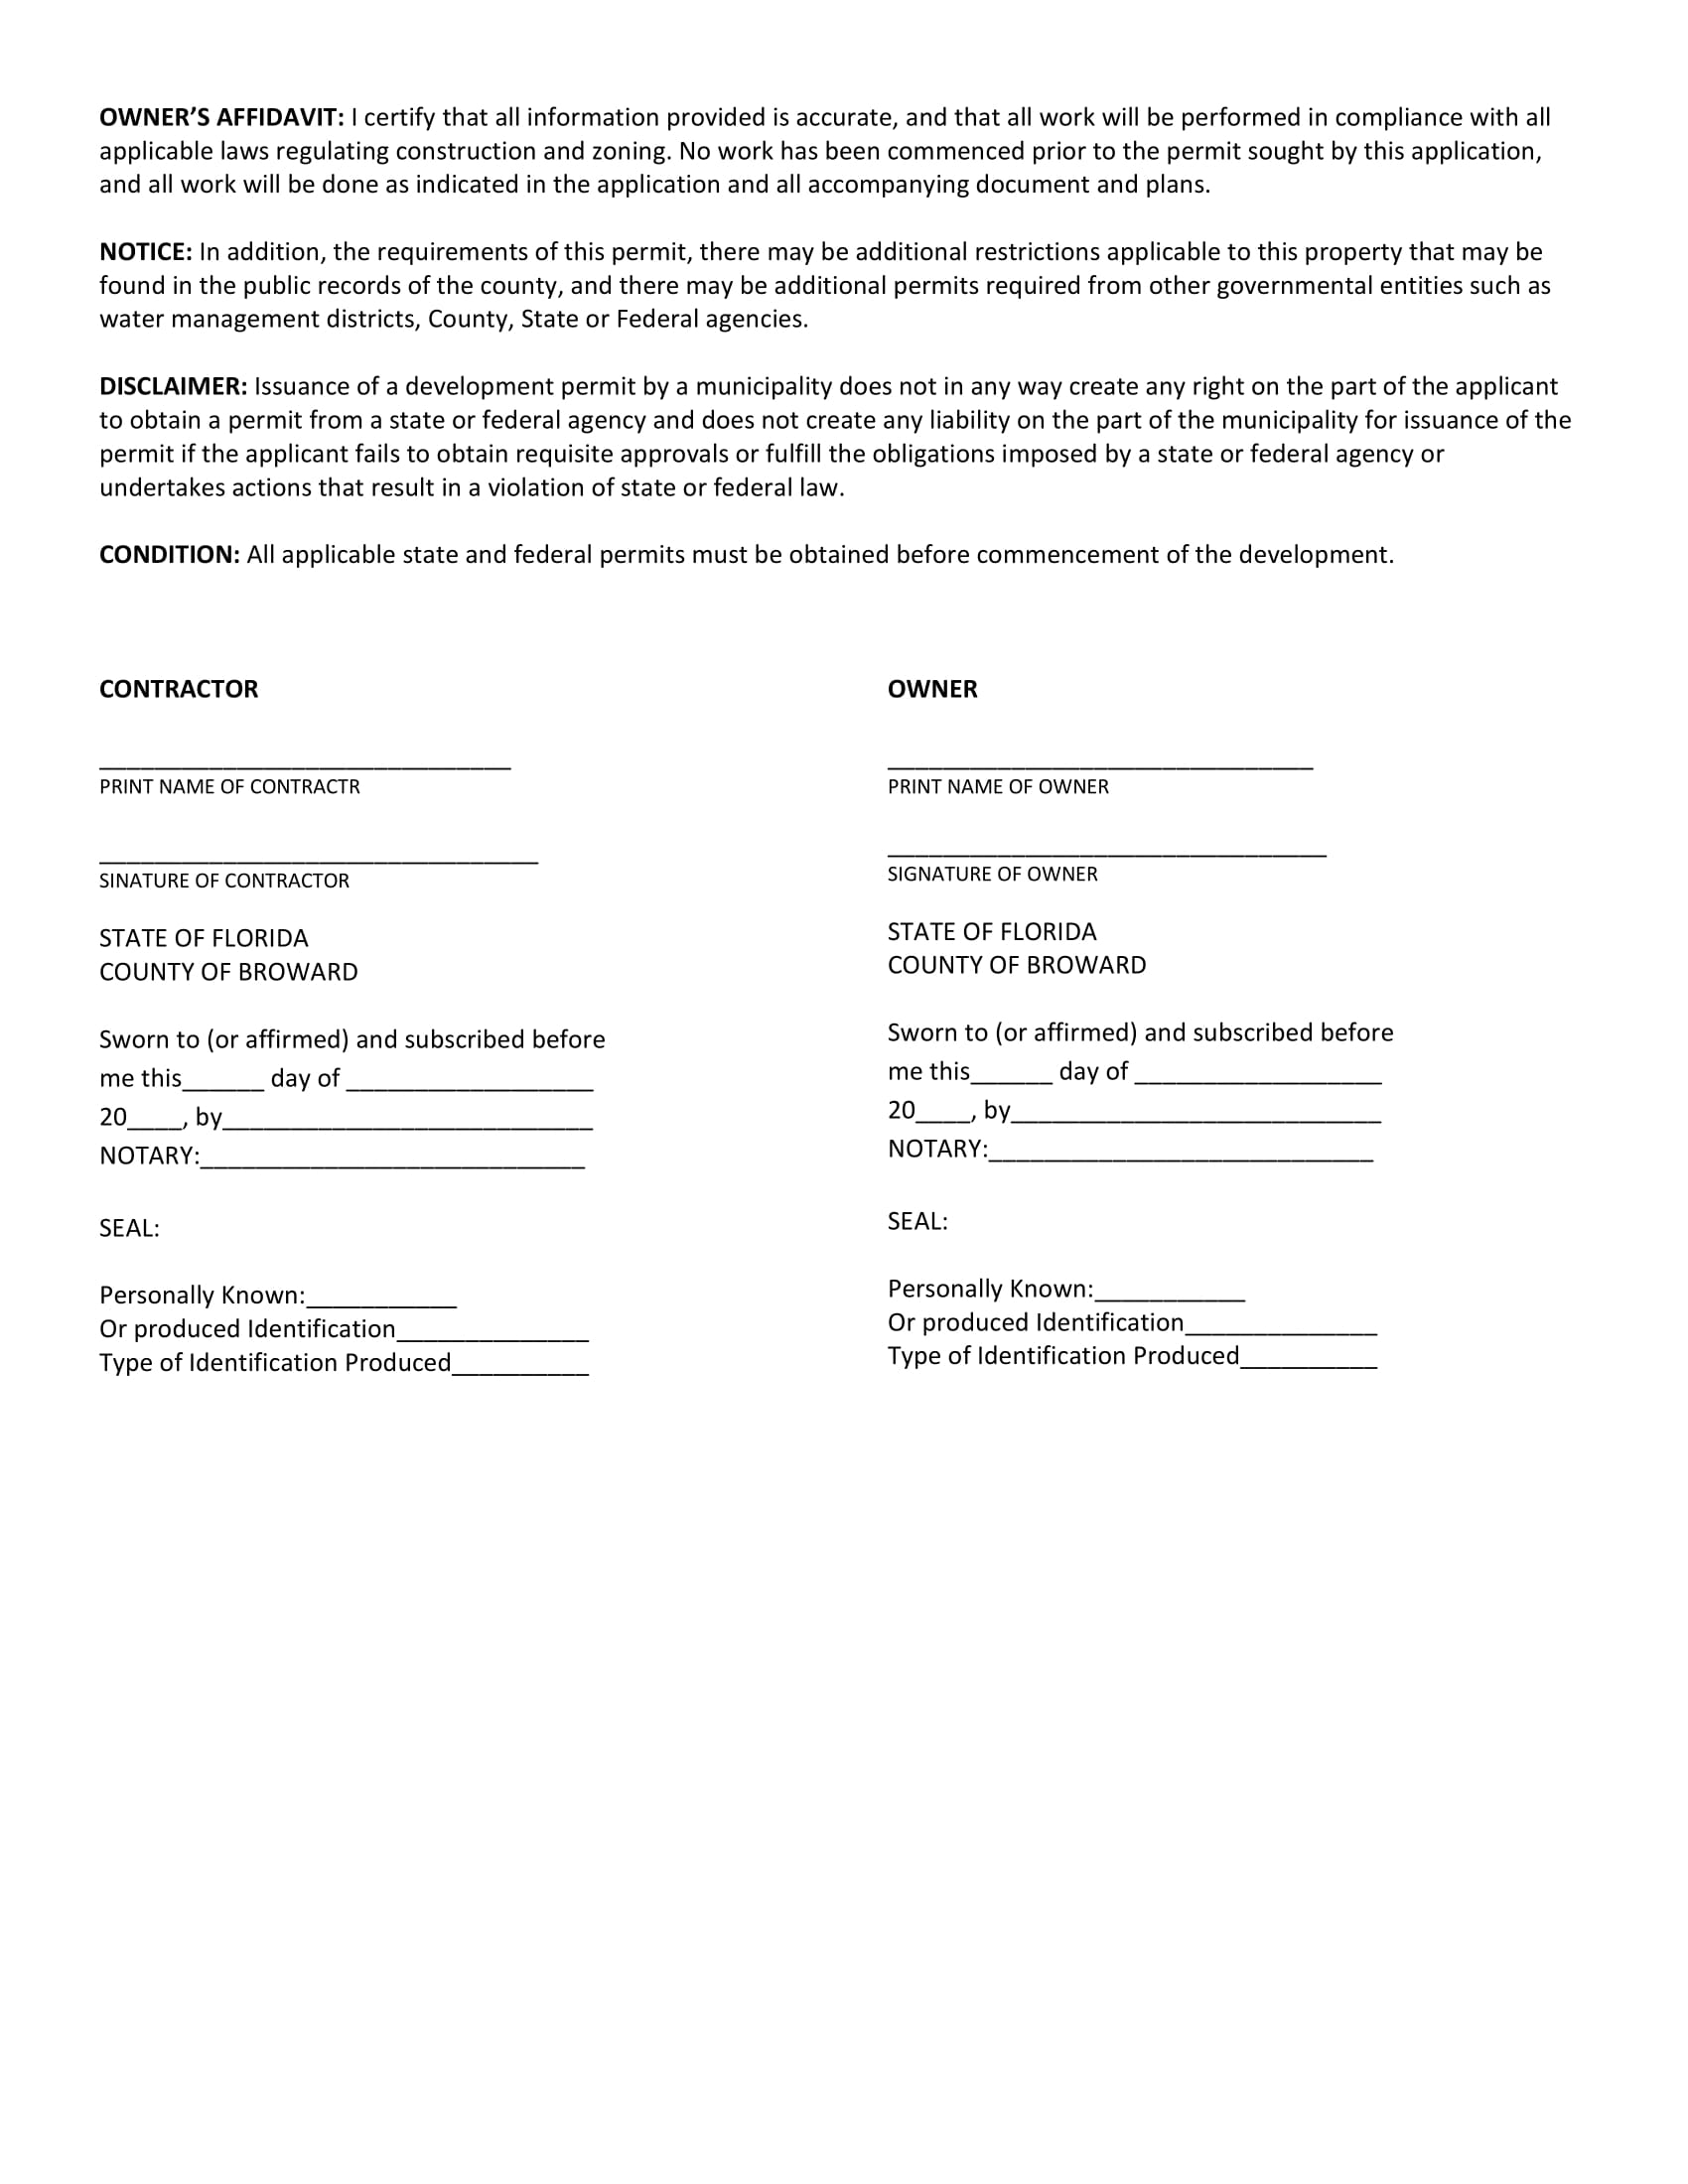 OWNER’S AFFIDAVIT: I certify that all information provided is accurate, and that all work will be performed in compliance with all
applicable laws regulating construction and zoning. No work has been commenced prior to the permit sought by this application,
and all work will be done as indicated in the application and all accompanying document and plans.
NOTICE: In addition, the requirements of this permit, there may be additional restrictions applicable to this property that may be
found in the public records of the county, and there may be additional permits required from other governmental entities such as
water management districts, County, State or Federal agencies.
DISCLAIMER: Issuance of a development permit by a municipality does not in any way create any right on the part of the applicant
to obtain a permit from a state or federal agency and does not create any liability on the part of the municipality for issuance of the
permit if the applicant fails to obtain requisite approvals or fulfill the obligations imposed by a state or federal agency or
undertakes actions that result in a violation of state or federal law.
CONDITION: All applicable state and federal permits must be obtained before commencement of the development.
CONTRACTOR
______________________________
PRINT NAME OF CONTRACTR
________________________________
SINATURE OF CONTRACTOR
STATE OF FLORIDA
COUNTY OF BROWARD
Sworn to (or affirmed) and subscribed before
me this______ day of __________________
20____, by___________________________
NOTARY:____________________________
SEAL:
Personally Known:___________
Or produced Identification______________
Type of Identification Produced__________
OWNER
_______________________________
PRINT NAME OF OWNER
________________________________
SIGNATURE OF OWNER
STATE OF FLORIDA
COUNTY OF BROWARD
Sworn to (or affirmed) and subscribed before
me this______ day of __________________
20____, by___________________________
NOTARY:____________________________
SEAL:
Personally Known:___________
Or produced Identification______________
Type of Identification Produced__________